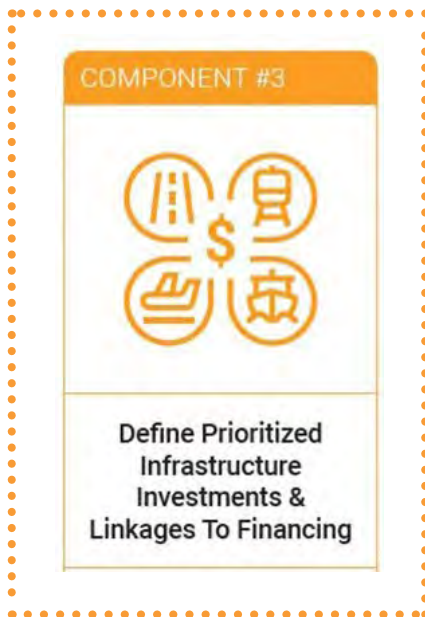 COMPONENT #3
$
Define Prioritized
Infrastructure
Investments &
Linkages To Financing